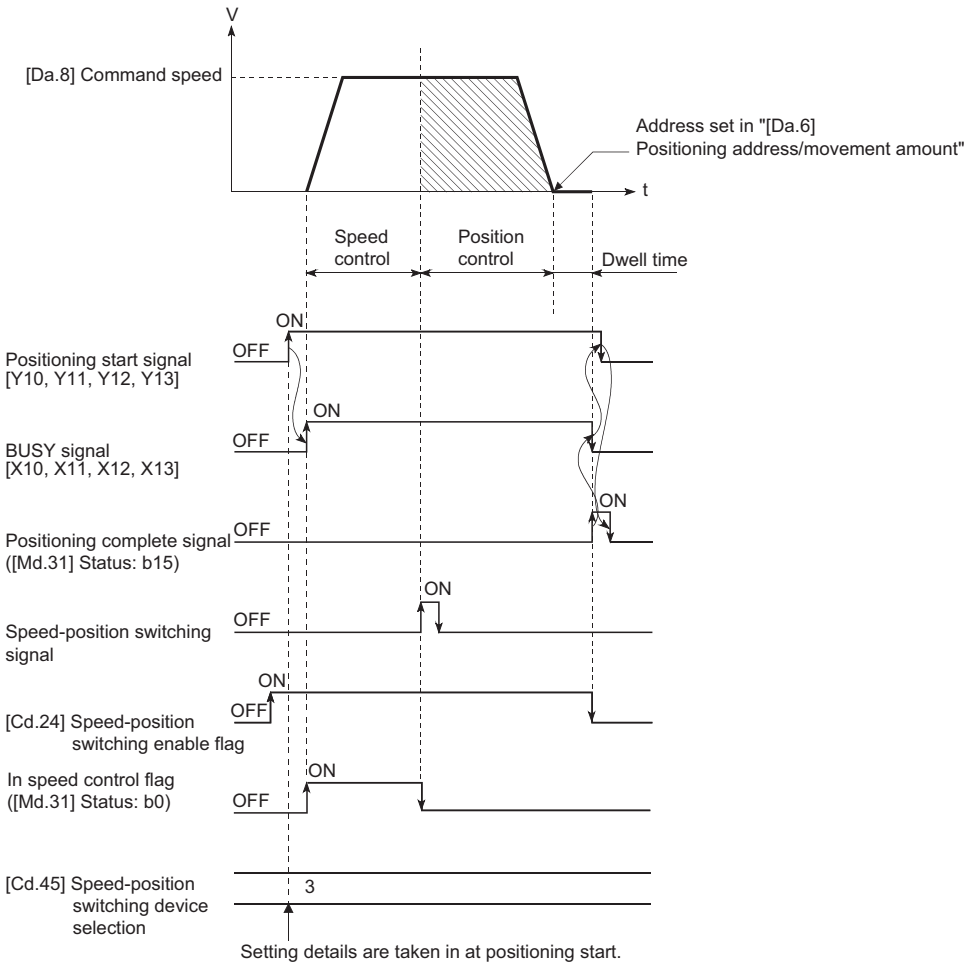 V
[Da.8] Command speed
Address set in "[Da.6]
Positioning address/movement amount"
t
Speed
control
Position
control
Dwell time
ON
OFF
Positioning start signal
[Y10, Y11, Y12, Y13]
ON
OFF
BUSY signal
[X10, X11, X12, X13]
ON
OFF
Positioning complete signal
([Md.31] Status: b15)
ON
OFF
Speed-position switching
signal
ON
OFF
[Cd.24] Speed-position
switching enable flag
ON
In speed control flag
([Md.31] Status: b0)
OFF
[Cd.45] Speed-position
switching device
selection
3
Setting details are taken in at positioning start.